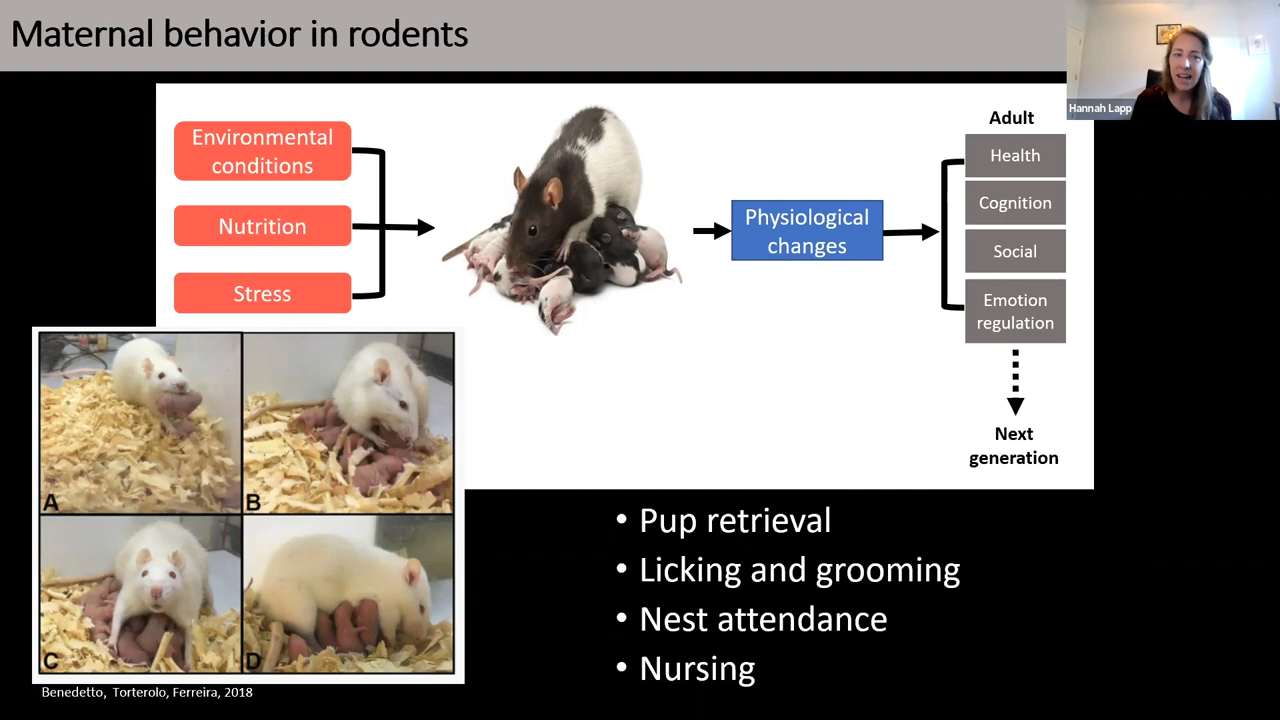 Maternal behavior in rodents
Hannah Lapp
Environmental
conditions
Nutrition
Stress
Physiological
changes
Adult
Health
Cognition
Social
Emotion
regulation
Next
generation
A
B
C
D
Benedetto, Torterolo, Ferreira, 2018
• Pup retrieval
• Licking and grooming
• Nest attendance
• Nursing